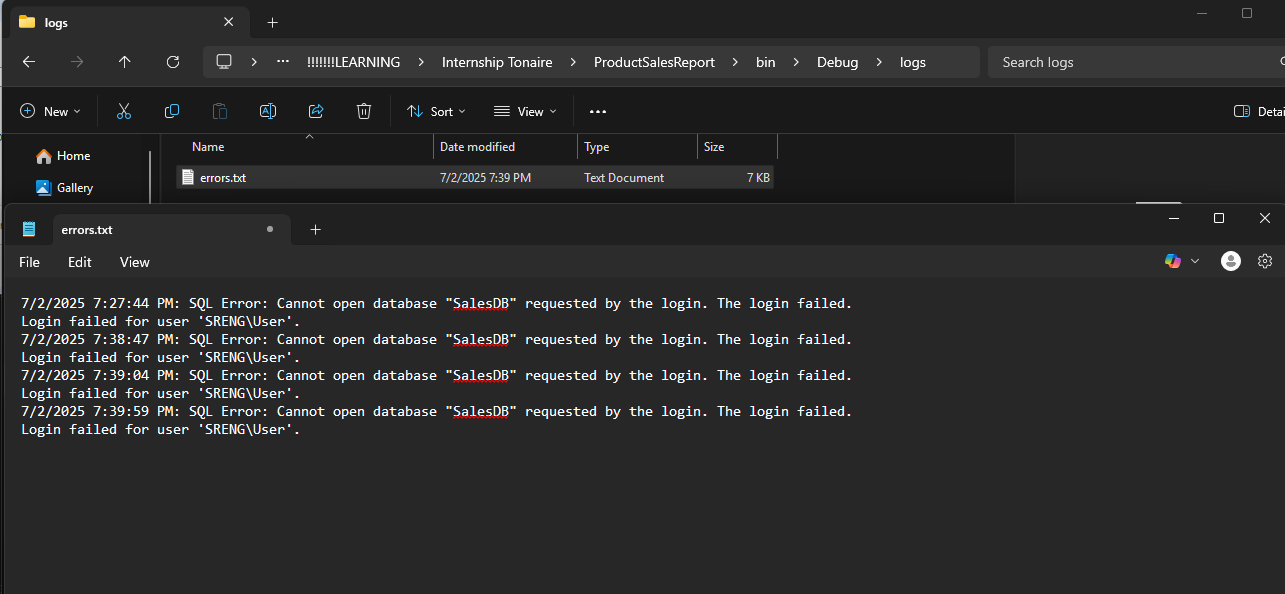 logs
!!!!!!!LEARNING
Internship Tonaire
ProductSalesReport
bin
Debug
logs
Search logs
New
Sort
View
Detai
Name
Date modified
Type
Size
Home
errors.txt
7/2/2025 7:39 PM
Text Document
7 KB
Gallery
errors.txt
File
Edit
View
7/2/2025 7:27:44 PM: SQL Error: Cannot open database "SalesDB" requested by the login. The login failed.
Login failed for user 'SRENG\User'.
7/2/2025 7:38:47 PM: SQL Error: Cannot open database "SalesDB" requested by the login. The login failed.
Login failed for user 'SRENG\User'.
7/2/2025 7:39:04 PM: SQL Error: Cannot open database "SalesDB" requested by the login. The login failed.
Login failed for user 'SRENG\User'.
7/2/2025 7:39:59 PM: SQL Error: Cannot open database "SalesDB" requested by the login. The login failed.
Login failed for user 'SRENG\User'.